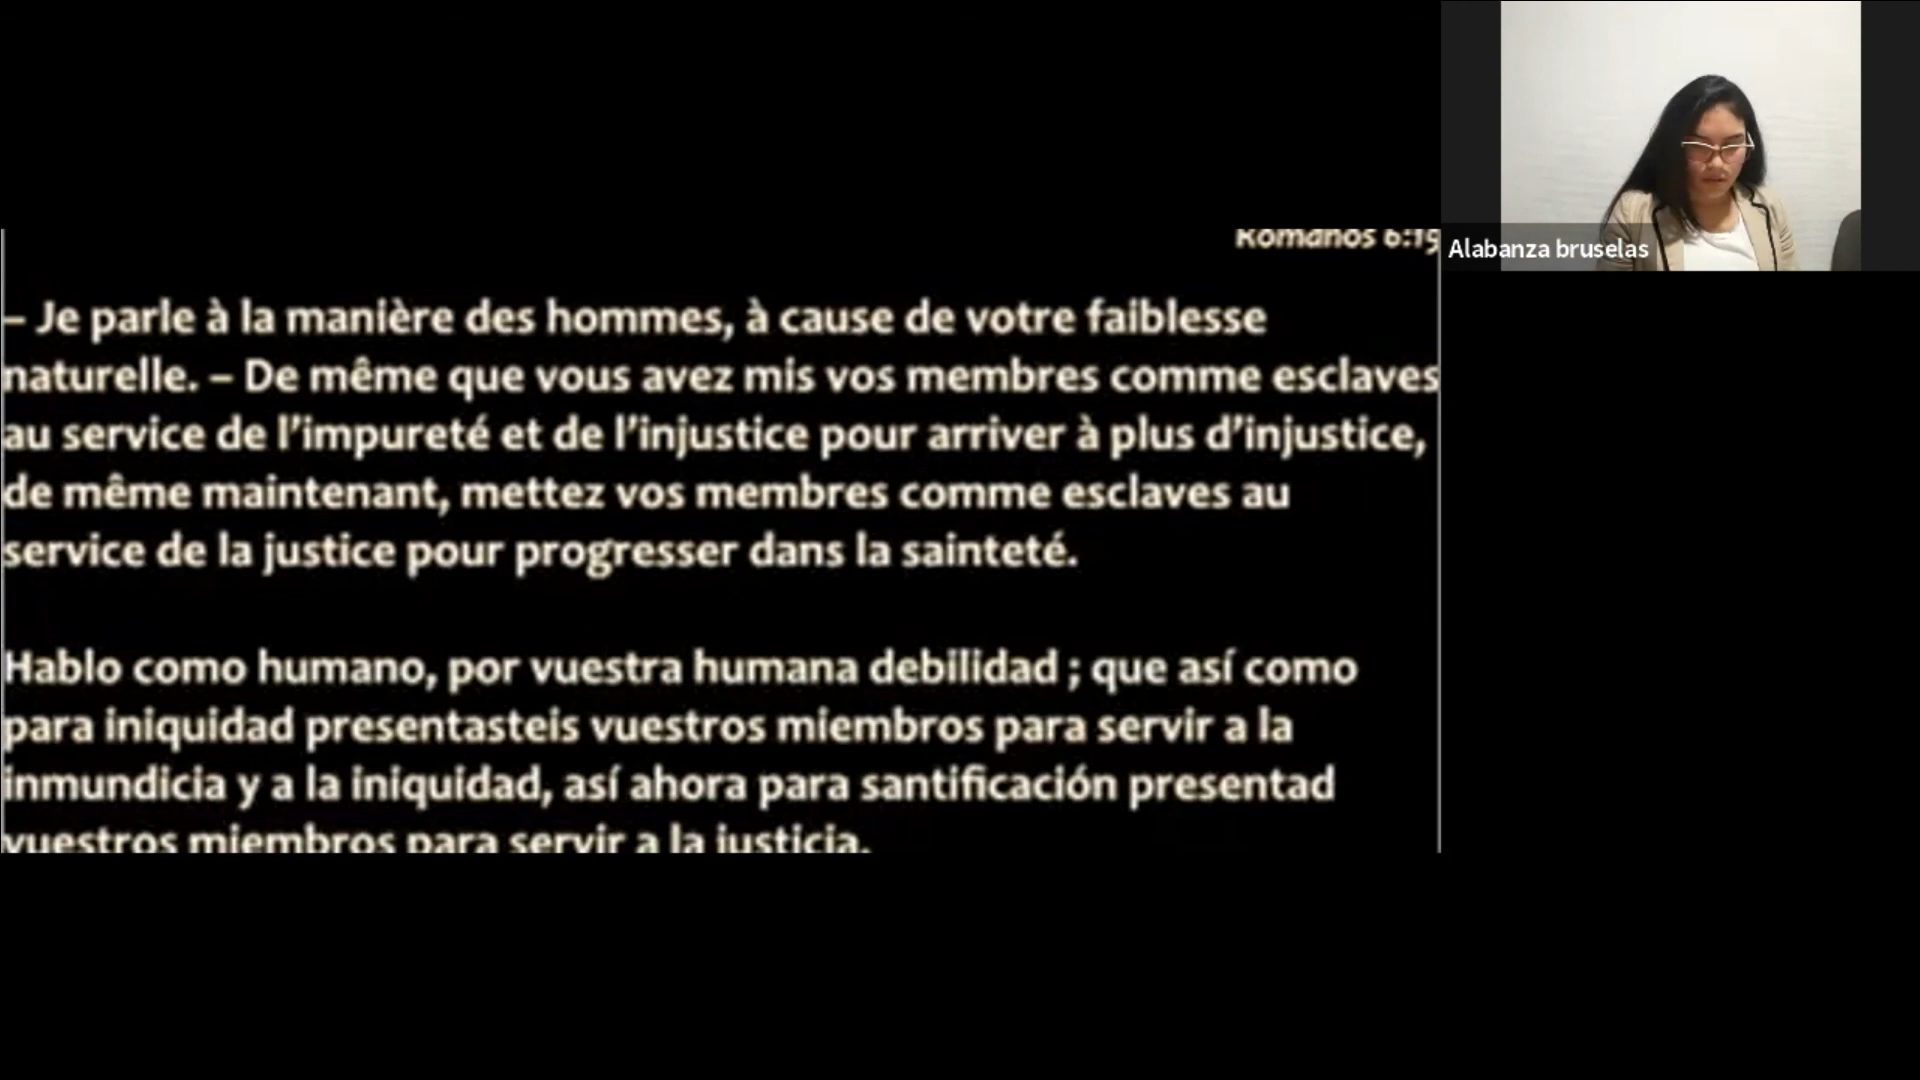 Romanos 6:19
Alabanza bruselas
– Je parle à la manière des hommes, à cause de votre faiblesse
naturelle. – De même que vous avez mis vos membres comme esclaves
au service de l’impureté et de l’injustice pour arriver à plus d’injustice,
de même maintenant, mettez vos membres comme esclaves au
service de la justice pour progresser dans la sainteté.
Hablo como humano, por vuestra humana debilidad ; que así como
para iniquidad presentasteis vuestros miembros para servir a la
inmundicia y a la iniquidad, así ahora para santificación presentad
vuestros miembros para servir a la justicia.